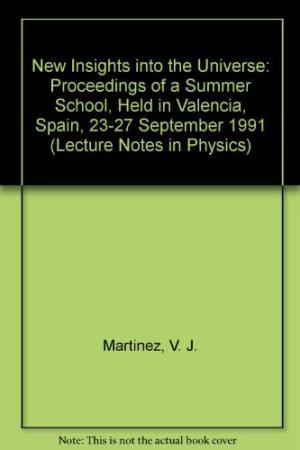 New Insights into the Universe:
Proceedings of a Summer
School, Held in Valencia,
Spain, 23-27 September 1991
(Lecture Notes in Physics)
Martinez, V. J.
Note: This is not the actual book cover